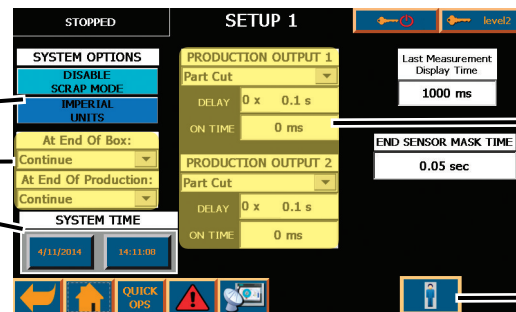 STOPPED
SETUP 1
level2
SYSTEM OPTIONS
DISABLE
SCRAP MODE
IMPERIAL
UNITS
At End Of Box:
Continue
At End Of Production:
Continue
SYSTEM TIME
4/11/2014 14:11:08
PRODUCTION OUTPUT 1
Part Cut
DELAY 0 x 0.1 s
ON TIME 0 ms
PRODUCTION OUTPUT 2
Part Cut
DELAY 0 x 0.1 s
ON TIME 0 ms
Last Measurement
Display Time
1000 ms
END SENSOR MASK TIME
0.05 sec
QUICK
OPS